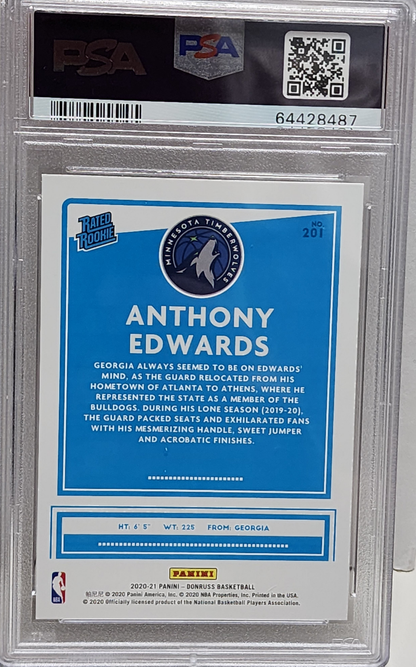 PSA
PSA
64428487
RATED
ROOKIE
MINNESOTA TIMBERWOLVES
NO.
201
ANTHONY
EDWARDS
GEORGIA ALWAYS SEEMED TO BE ON EDWARDS'
MIND, AS THE GUARD RELOCATED FROM HIS
HOMETOWN OF ATLANTA TO ATHENS, WHERE HE
REPRESENTED THE STATE AS A MEMBER OF THE
BULLDOGS. DURING HIS LONE SEASON (2019-20),
THE GUARD PACKED SEATS AND EXHILARATED FANS
WITH HIS MESMERIZING HANDLE, SWEET JUMPER
AND ACROBATIC FINISHES.
HT: 6' 5" WT: 225 FROM: GEORGIA
PANINI
2020-21 PANINI – DONRUSS BASKETBALL
帕尼尼 © 2020 Panini America, Inc. © 2020 NBA Properties, Inc. Printed in the USA.
© 2020 Officially licensed product of the National Basketball Players Association.